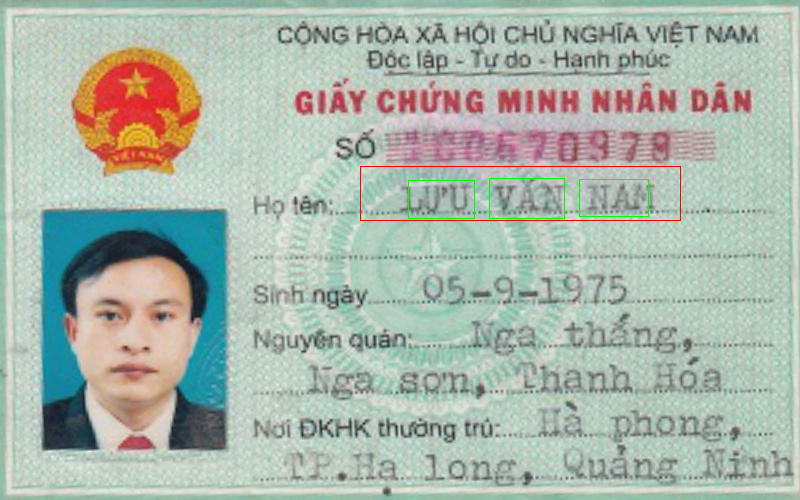 CỘNG HÒA XÃ HỘI CHỦ NGHĨA VIỆT NAM
Độc lập - Tự do - Hạnh phúc
GIẤY CHỨNG MINH NHÂN DÂN
SỐ
Họ tên: LƯU VĂN NAM
Sinh ngày 05-9-1975
Nguyên quán: Nga thắng,
Nga sơn, Thanh Hóa
Nơi ĐKHK thường trú: Hà phong,
TP.Hạ long, Quảng Ninh
VIỆT NAM